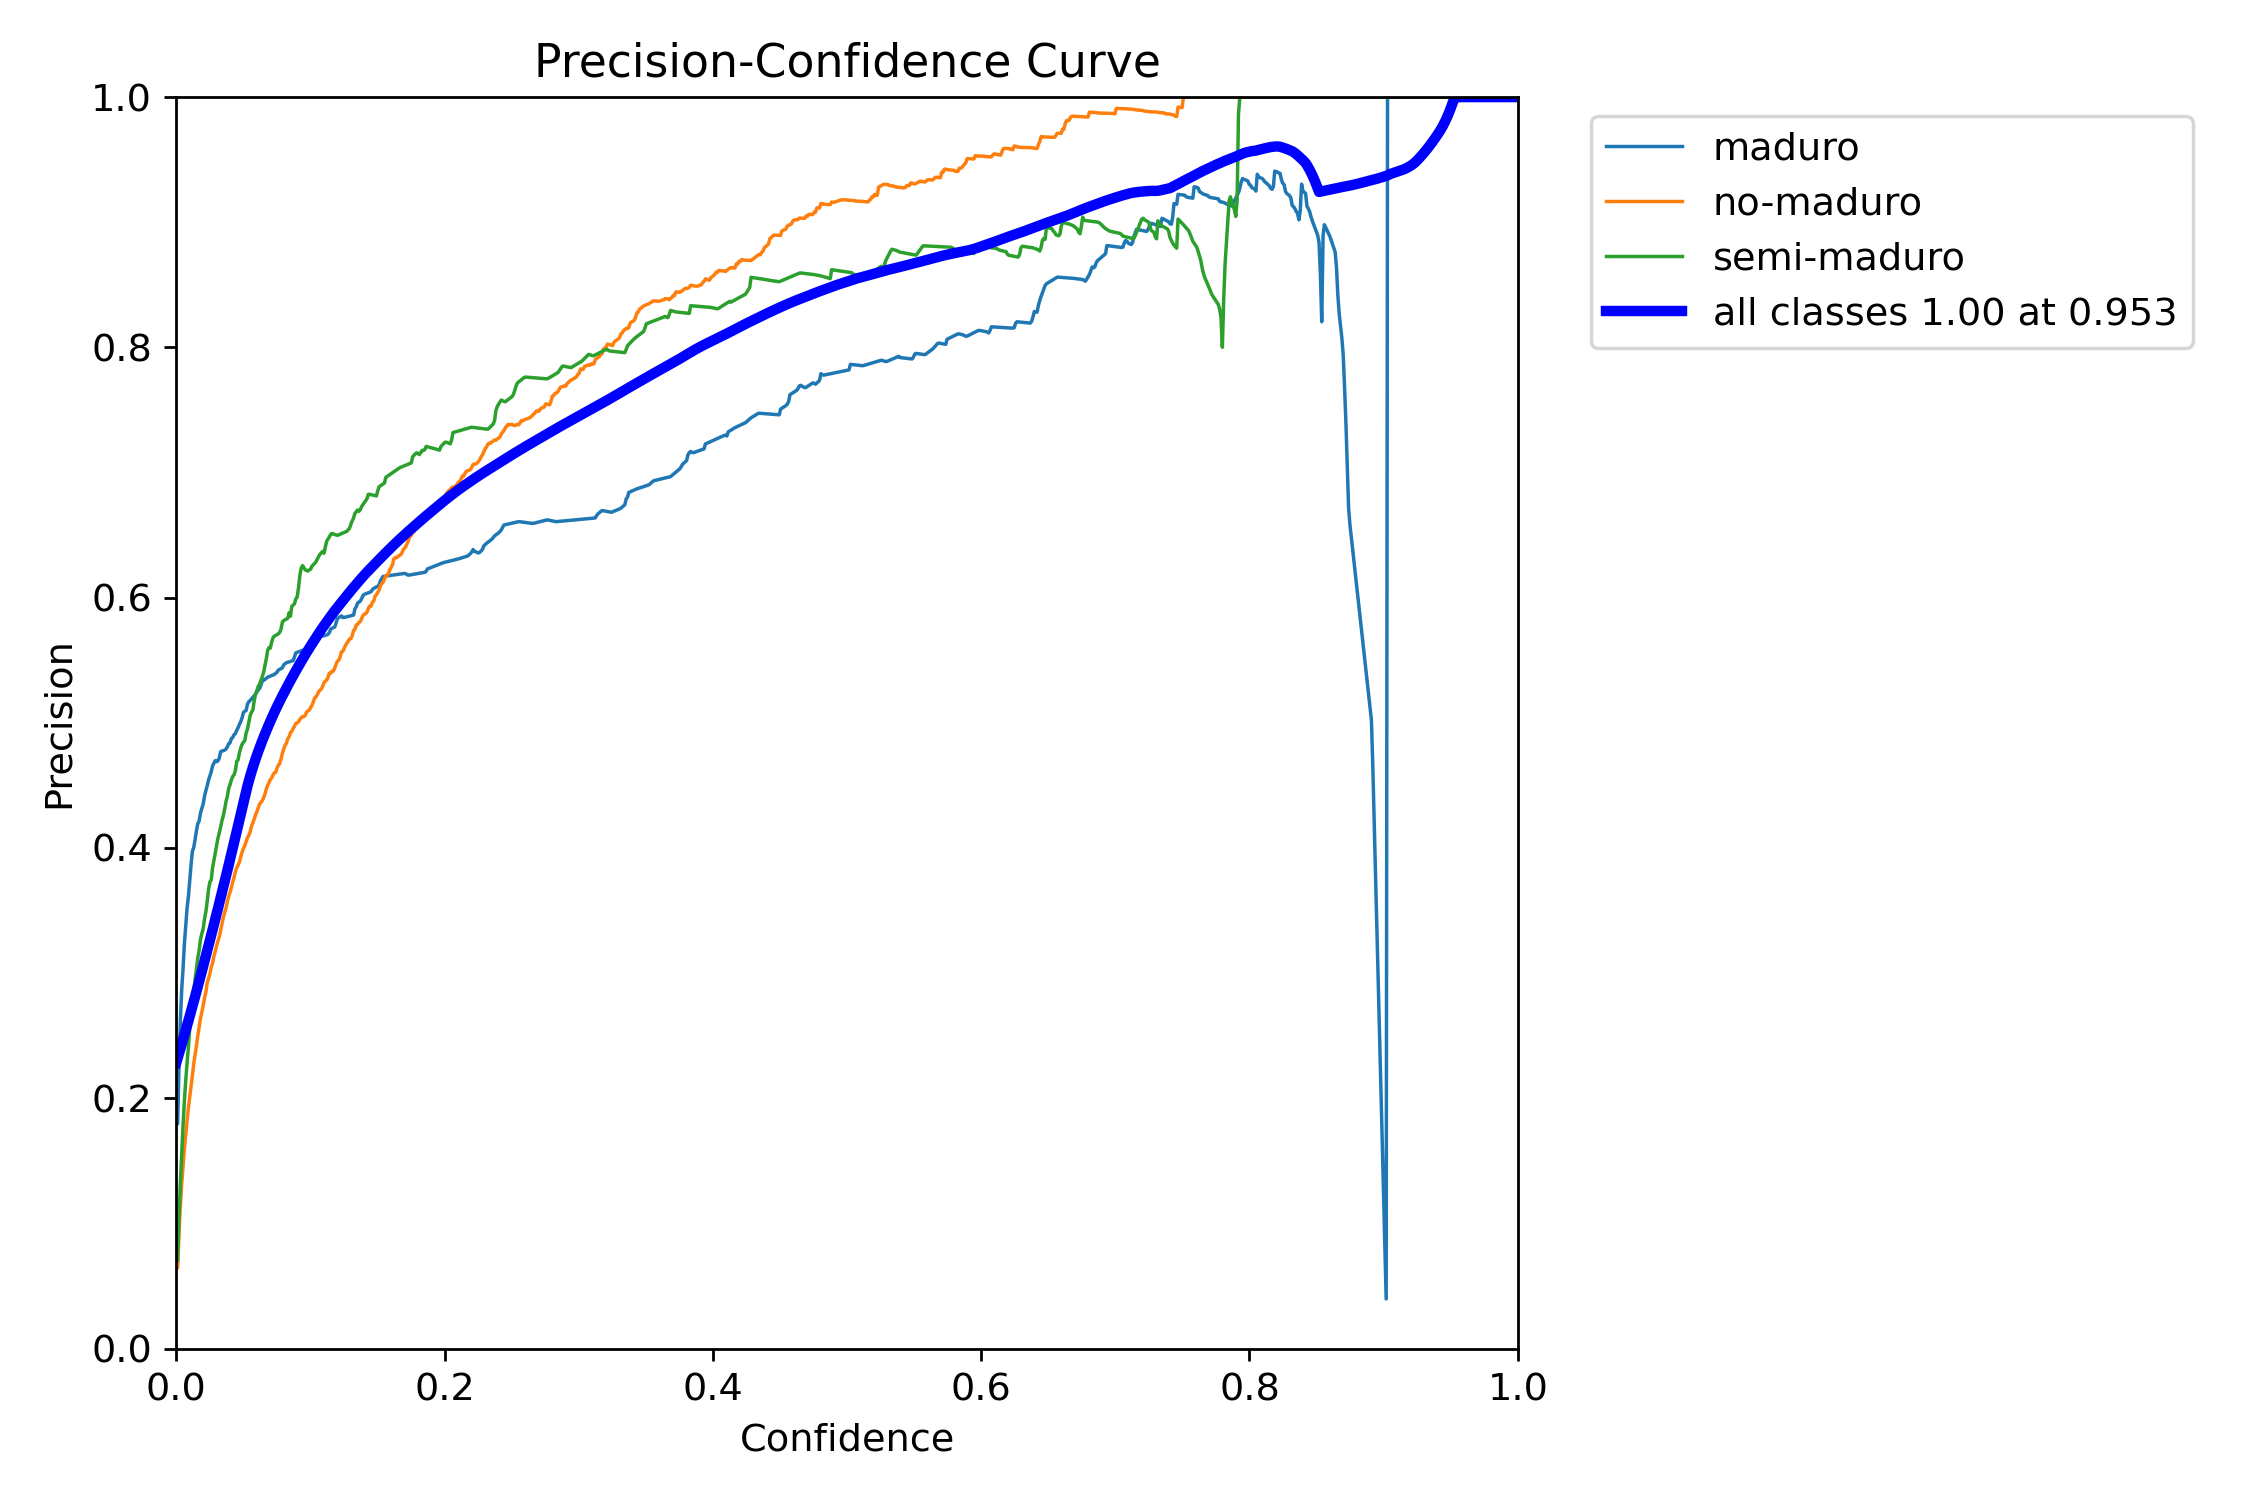 Precision-Confidence Curve
1.0
0.8
0.6
0.4
0.2
0.0
Precision
0.0 0.2 0.4 0.6 0.8 1.0
Confidence
maduro
no-maduro
semi-maduro
all classes 1.00 at 0.953